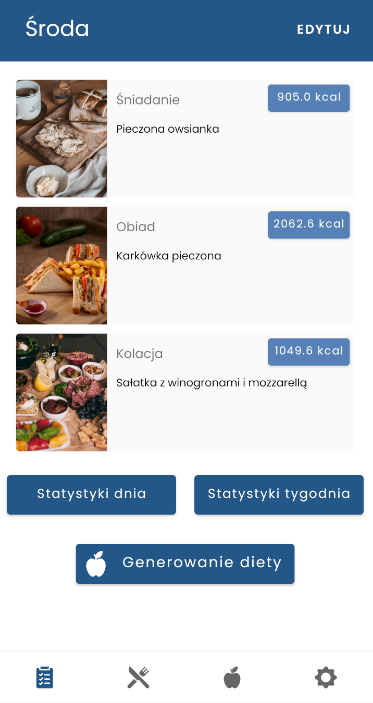 Środa
EDYTUJ
Śniadanie
905.0 kcal
Pieczona owsianka
Obiad
2062.6 kcal
Karkówka pieczona
Kolacja
1049.6 kcal
Sałatka z winogronami i mozzarellą
Statystyki dnia
Statystyki tygodnia
Generowanie diety